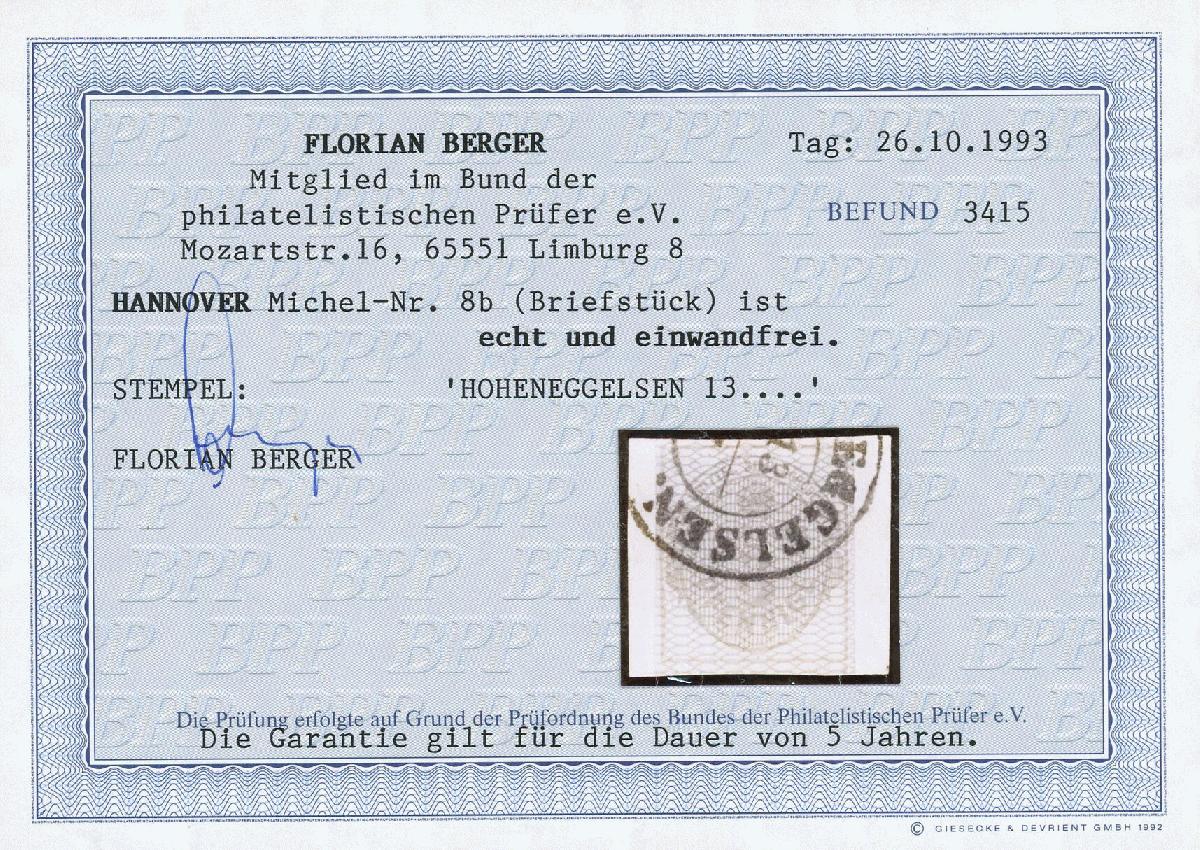 FLORIAN BERGER
Tag: 26.10.1993
Mitglied im Bund der
philatelistischen Prüfer e.V.
BEFUND 3415
Mozartstr.16, 65551 Limburg 8
HANNOVER Michel-Nr. 8b (Briefstück) ist
echt und einwandfrei.
STEMPEL: 'HOHENEGGELSEN 13....'
FLORIAN BERGER
EGGELSEN.
13
Die Prüfung erfolgte auf Grund der Prüfordnung des Bundes der Philatelistischen Prüfer e.V.
Die Garantie gilt für die Dauer von 5 Jahren.
© GIESECKE & DEVRIENT GMBH 1992